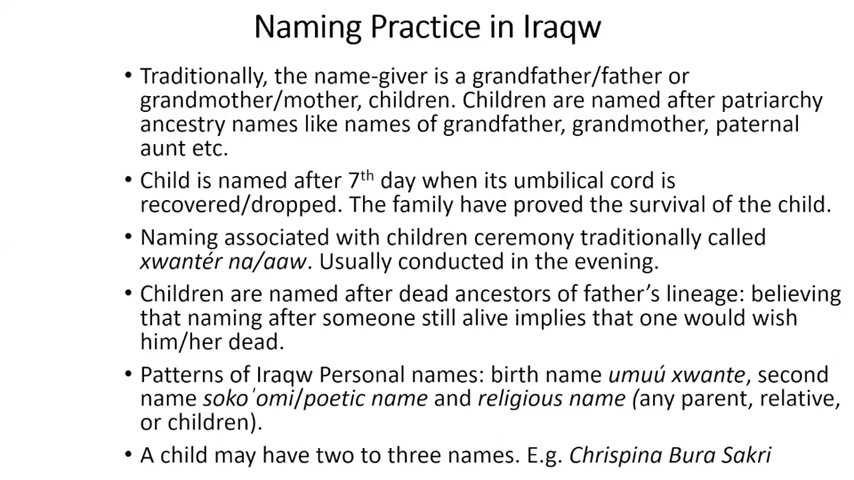 Naming Practice in Iraqw
• Traditionally, the name-giver is a grandfather/father or
grandmother/mother, children. Children are named after patriarchy
ancestry names like names of grandfather, grandmother, paternal
aunt etc.
• Child is named after 7th day when its umbilical cord is
recovered/dropped. The family have proved the survival of the child.
• Naming associated with children ceremony traditionally called
xwantér na/aaw. Usually conducted in the evening.
• Children are named after dead ancestors of father's lineage: believing
that naming after someone still alive implies that one would wish
him/her dead.
• Patterns of Iraqw Personal names: birth name umuú xwante, second
name sokoˈomi/poetic name and religious name (any parent, relative,
or children).
• A child may have two to three names. E.g. Chrispina Bura Sakri